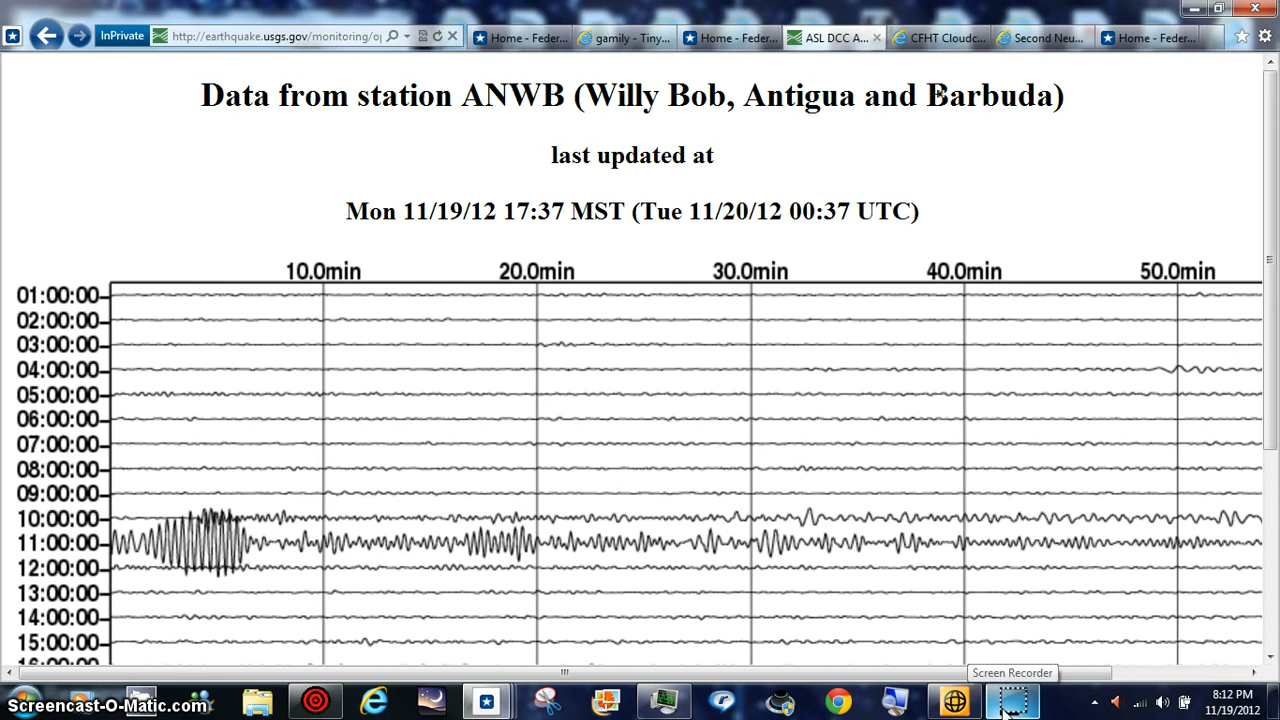 InPrivate
http://earthquake.usgs.gov/monitoring/op
Home - Feder...
gamily - Tiny...
Home - Feder...
ASL DCC A...
CFHT Cloudc...
Second Neu...
Home - Feder...
Data from station ANWB (Willy Bob, Antigua and Barbuda)
last updated at
Mon 11/19/12 17:37 MST (Tue 11/20/12 00:37 UTC)
10.0min 20.0min 30.0min 40.0min 50.0min
01:00:00
02:00:00
03:00:00
04:00:00
05:00:00
06:00:00
07:00:00
08:00:00
09:00:00
10:00:00
11:00:00
12:00:00
13:00:00
14:00:00
15:00:00
Screen Recorder
Screencast-O-Matic.com
8:12 PM
11/19/2012